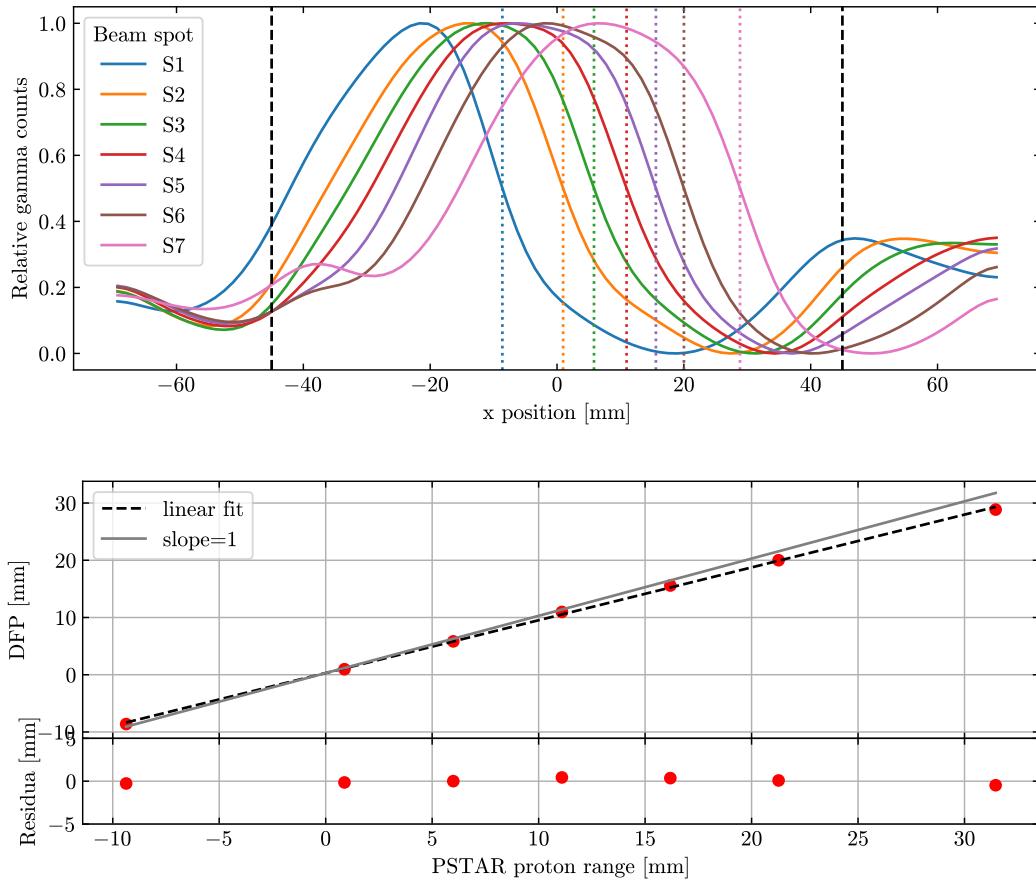 1.0
0.8
0.6
0.4
0.2
0.0
Relative gamma counts
Beam spot
S1
S2
S3
S4
S5
S6
S7
−60
−40
−20
0
20
40
60
x position [mm]
30
20
10
0
−10
DFP [mm]
linear fit
slope=1
5
0
−5
Residua [mm]
−10
−5
0
5
10
15
20
25
30
PSTAR proton range [mm]